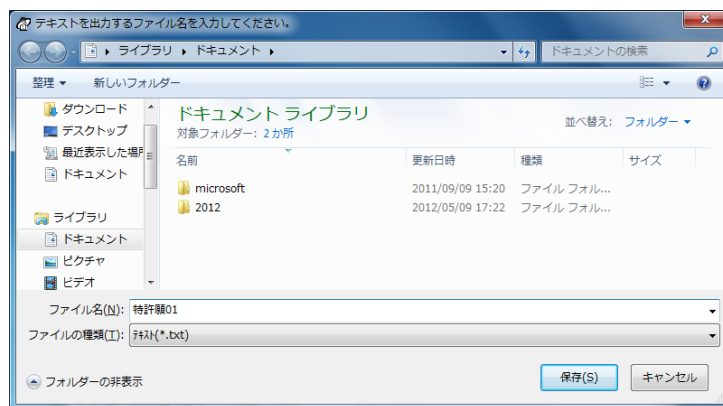 テキストを出力するファイル名を入力してください。
ライブラリ ▸ ドキュメント ▸
ドキュメントの検索
整理 ▼ 新しいフォルダー
ダウンロード
デスクトップ
最近表示した場所
ドキュメント
ライブラリ
ドキュメント
ピクチャ
ビデオ
ドキュメント ライブラリ
対象フォルダー: 2 か所
並べ替え: フォルダー ▼
名前 更新日時 種類 サイズ
microsoft 2011/09/09 15:20 ファイル フォル...
2012 2012/05/09 17:22 ファイル フォル...
ファイル名(N): 特許願01
ファイルの種類(T): ﾃｷｽﾄ(*.txt)
フォルダーの非表示
保存(S) キャンセル